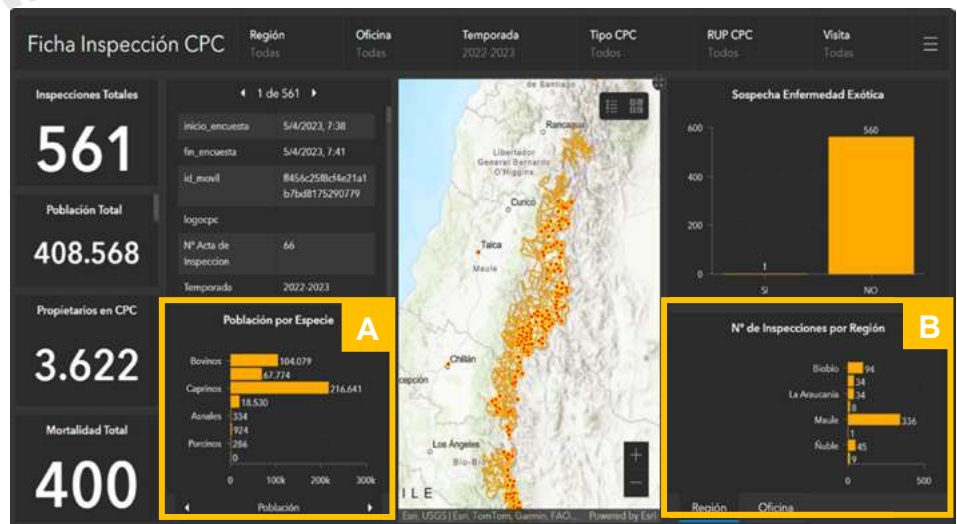 Ficha Inspección CPC
Región
Todas
Oficina
Todas
Temporada
2022-2023
Tipo CPC
Todos
RUP CPC
Todos
Visita
Todas
Inspecciones Totales
561
Población Total
408.568
Propietarios en CPC
3.622
Mortalidad Total
400
1 de 561
inicio_encuesta 5/4/2023, 7:38
fin_encuesta 5/4/2023, 7:41
id_movil
b7bd8175290779
logocpc
Nº Acta de 66
Inspeccion
Temporada 2022-2023
Población por Especie
A
Bovinos 104.079
67.774
Caprinos 216.641
18.530
Asnales 334
924
Porcinos 286
0
0 100k 200k 300k
Población
de Santiago
Rancagua
Libertador
General Bernardo
O'Higgins
Curicó
Talca
Maule
Chillán
cepción
Los Ángeles
Bío-Bío
ILE
Esri, USGS | Esri, TomTom, Garmin, FAO,... Powered by Esri
Sospecha Enfermedad Exótica
600
400
200
0
1
560
SI NO
Nº de Inspecciones por Región
B
Biobío 94
34
La Araucanía 34
8
Maule 336
1
Ñuble 45
9
0 500
Región Oficina